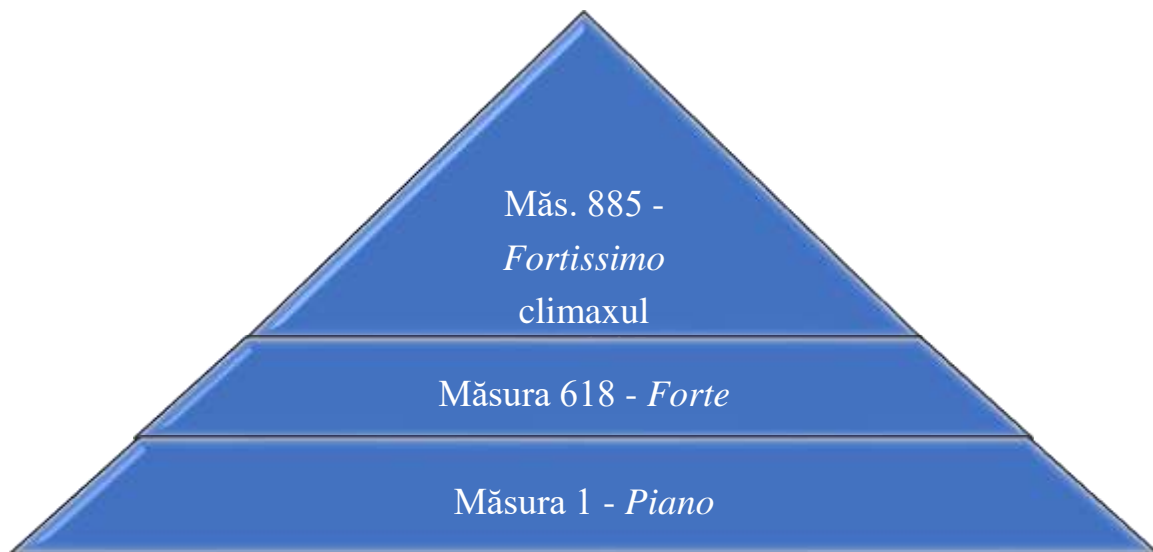 Măs. 885 -
Fortissimo
climaxul
Măsura 618 - Forte
Măsura 1 - Piano